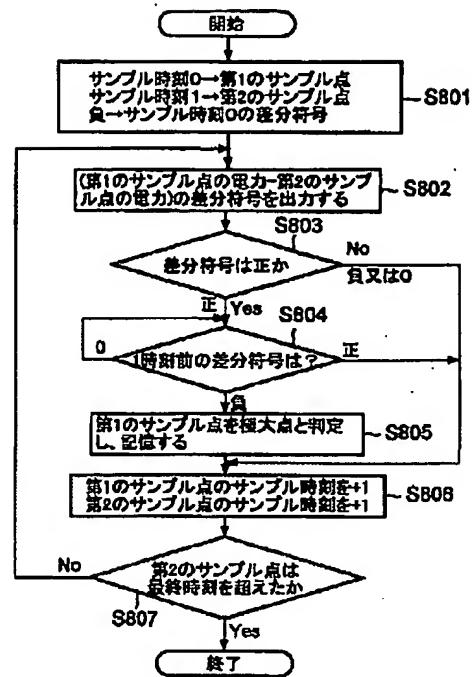 開始
サンプル時刻0→第1のサンプル点
サンプル時刻1→第2のサンプル点
負→サンプル時刻0の差分符号
S801
(第1のサンプル点の電力-第2のサンプ
ル点の電力)の差分符号を出力する
S802
S803
差分符号は正か
No
負又は0
正
Yes
S804
0
1時刻前の差分符号は?
正
負
第1のサンプル点を極大点と判定
し、記憶する
S805
第1のサンプル点のサンプル時刻を+1
第2のサンプル点のサンプル時刻を+1
S806
No
第2のサンプル点は
最終時刻を超えたか
S807
Yes
終了